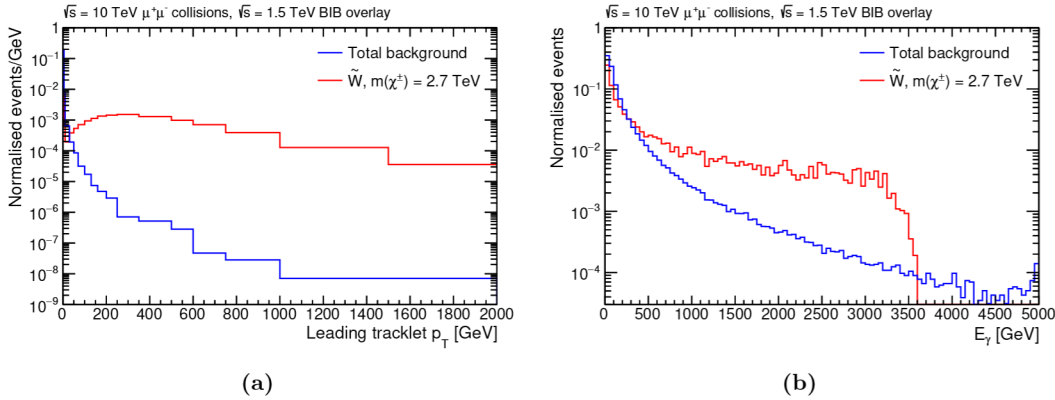 √s = 10 TeV μ⁺μ⁻ collisions, √s = 1.5 TeV BIB overlay
Normalised events/GeV
1
10⁻¹
10⁻²
10⁻³
10⁻⁴
10⁻⁵
10⁻⁶
10⁻⁷
10⁻⁸
10⁻⁹
Total background
W̃, m(χ±) = 2.7 TeV
0 200 400 600 800 1000 1200 1400 1600 1800 2000
Leading tracklet p_T [GeV]
(a)
√s = 10 TeV μ⁺μ⁻ collisions, √s = 1.5 TeV BIB overlay
Normalised events
1
10⁻¹
10⁻²
10⁻³
10⁻⁴
Total background
W̃, m(χ±) = 2.7 TeV
0 500 1000 1500 2000 2500 3000 3500 4000 4500 5000
E_γ [GeV]
(b)